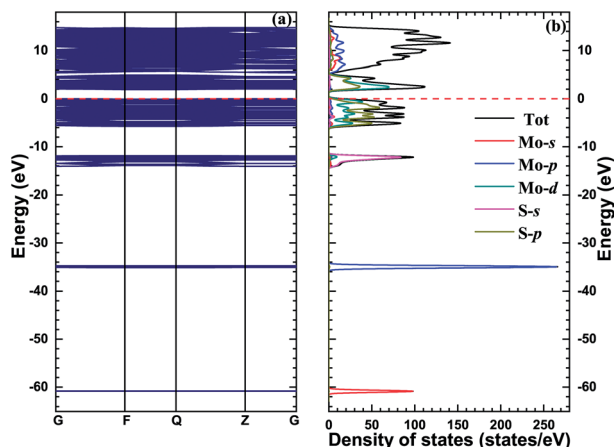 (a)
10
0
-10
-20
-30
-40
-50
-60
Energy (eV)
G F Q Z G
(b)
10
0
-10
-20
-30
-40
-50
-60
Energy (eV)
Tot
Mo-s
Mo-p
Mo-d
S-s
S-p
0 50 100 150 200 250
Density of states (states/eV)